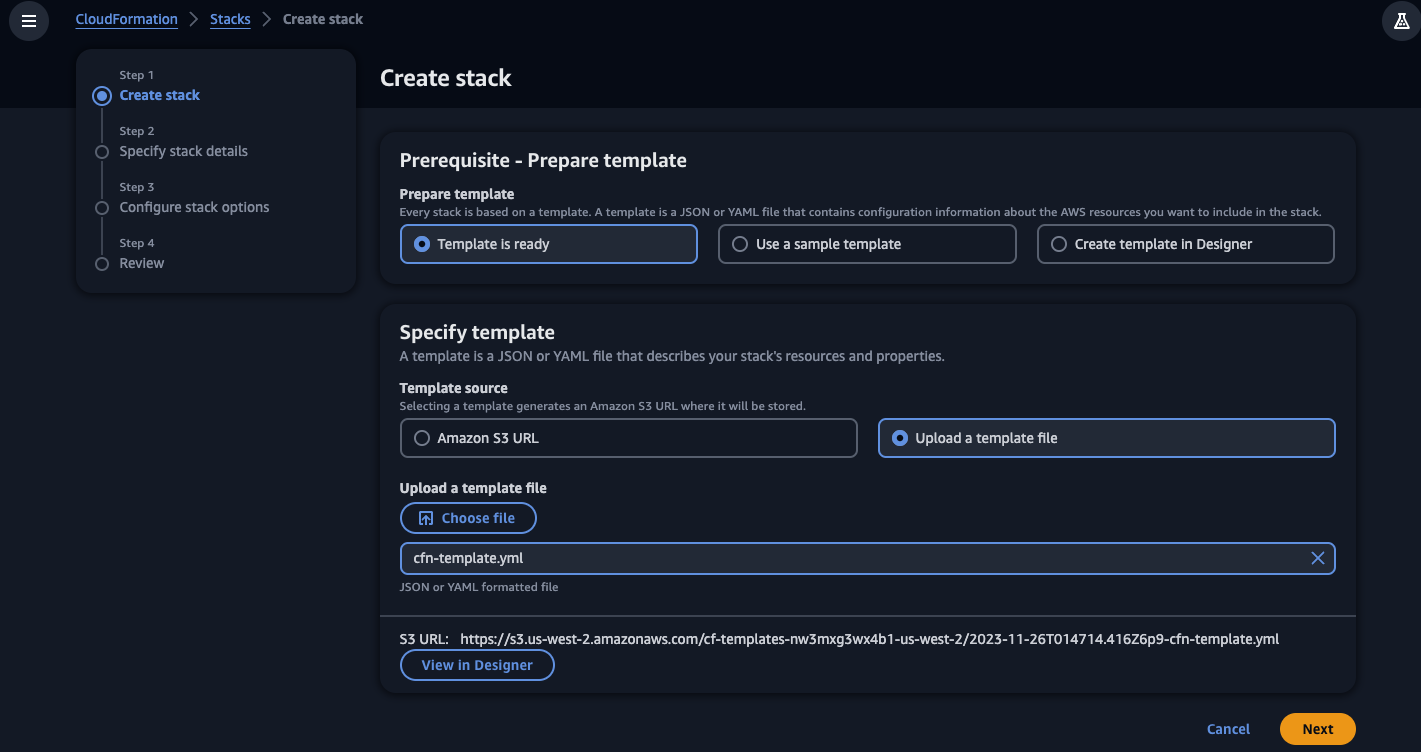 CloudFormation > Stacks > Create stack
Step 1
Create stack
Step 2
Specify stack details
Step 3
Configure stack options
Step 4
Review
Create stack
Prerequisite - Prepare template
Prepare template
Every stack is based on a template. A template is a JSON or YAML file that contains configuration information about the AWS resources you want to include in the stack.
Template is ready
Use a sample template
Create template in Designer
Specify template
A template is a JSON or YAML file that describes your stack's resources and properties.
Template source
Selecting a template generates an Amazon S3 URL where it will be stored.
Amazon S3 URL
Upload a template file
Upload a template file
Choose file
cfn-template.yml
JSON or YAML formatted file
S3 URL: https://s3.us-west-2.amazonaws.com/cf-templates-nw3mxg3wx4b1-us-west-2/2023-11-26T014714.416Z6p9-cfn-template.yml
View in Designer
Cancel
Next